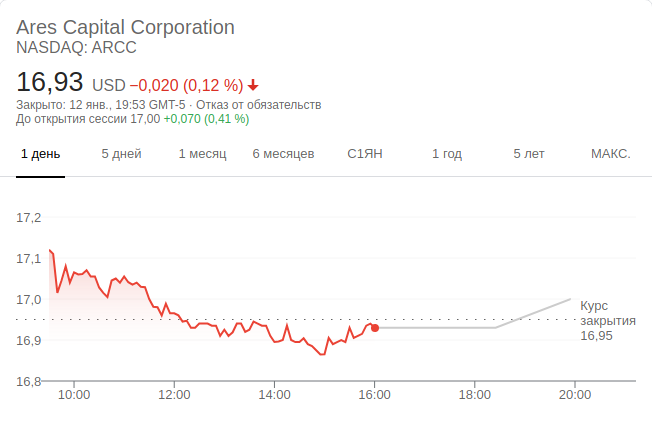 Ares Capital Corporation
NASDAQ: ARCC
16,93 USD −0,020 (0,12 %)
Закрыто: 12 янв., 19:53 GMT-5 · Отказ от обязательств
До открытия сессии 17,00 +0,070 (0,41 %)
1 день 5 дней 1 месяц 6 месяцев С1ЯН 1 год 5 лет МАКС.
17,2
17,1
17,0
16,9
16,8
Курс
закрытия
16,95
10:00 12:00 14:00 16:00 18:00 20:00